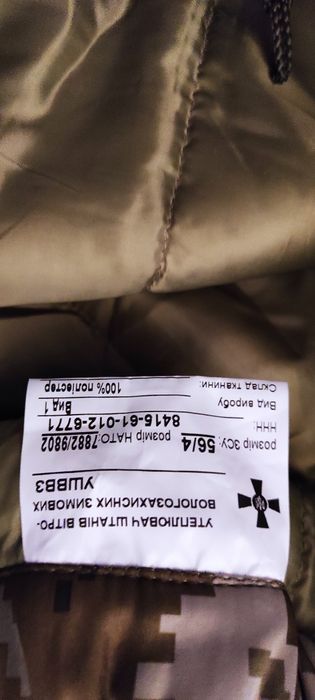 УТЕПЛЮВАЧ ШТАНІВ ВІТРО-
ВОЛОГОЗАХИСНИХ ЗИМОВИХ
УШВВЗ
розмір ЗСУ: 56/4 розмір НАТО: 7882/9802
ННН: 8415-61-012-6771
Вид виробу Вид 1
Склад тканини: 100% поліестер